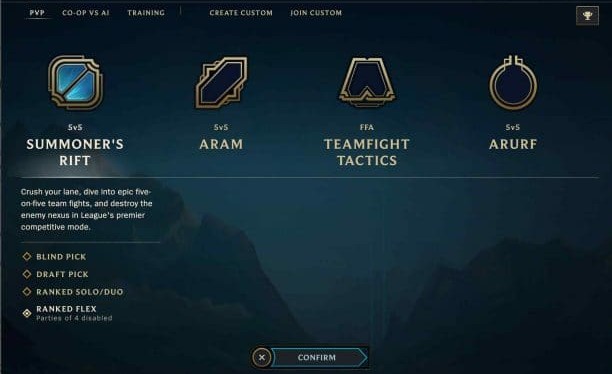 PVP CO-OP VS AI TRAINING CREATE CUSTOM JOIN CUSTOM
5v5
SUMMONER'S
RIFT
5v5
ARAM
FFA
TEAMFIGHT
TACTICS
5v5
ARURF
Crush your lane, dive into epic five-
on-five team fights, and destroy the
enemy nexus in League's premier
competitive mode.
BLIND PICK
DRAFT PICK
RANKED SOLO/DUO
RANKED FLEX
Parties of 4 disabled
CONFIRM